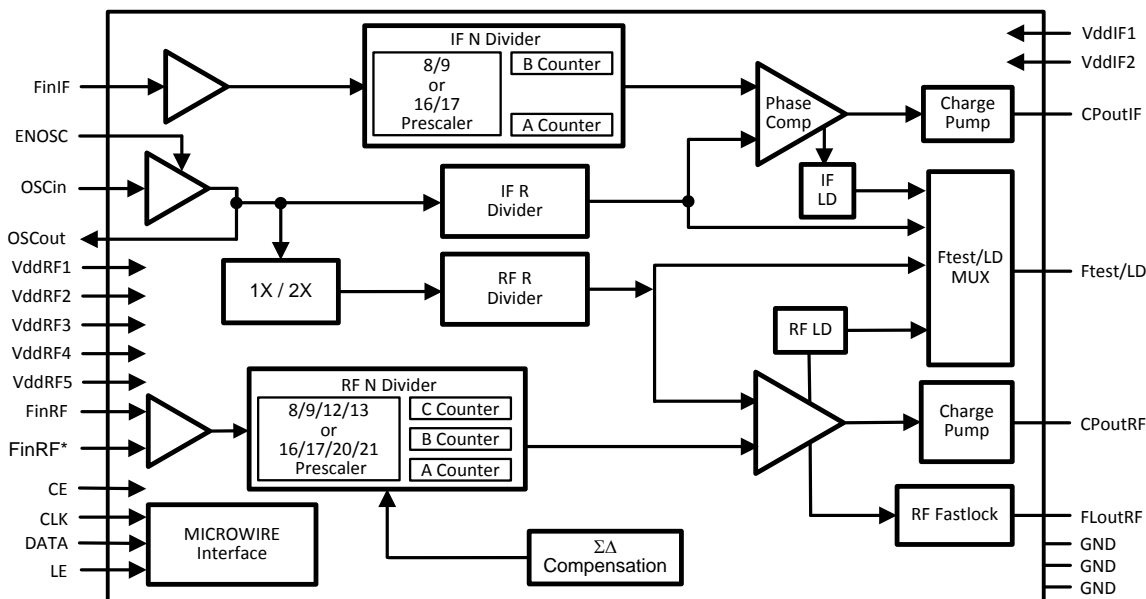 FinIF
ENOSC
OSCin
OSCout
VddRF1
VddRF2
VddRF3
VddRF4
VddRF5
FinRF
FinRF*
CE
CLK
DATA
LE
IF N Divider
8/9
or
16/17
Prescaler
B Counter
A Counter
Phase
Comp
Charge
Pump
IF
LD
IF R
Divider
1X / 2X
RF R
Divider
Ftest/LD
MUX
RF LD
RF N Divider
8/9/12/13
or
16/17/20/21
Prescaler
C Counter
B Counter
A Counter
Charge
Pump
RF Fastlock
MICROWIRE
Interface
ΣΔ
Compensation
VddIF1
VddIF2
CPoutIF
Ftest/LD
CPoutRF
FLoutRF
GND
GND
GND